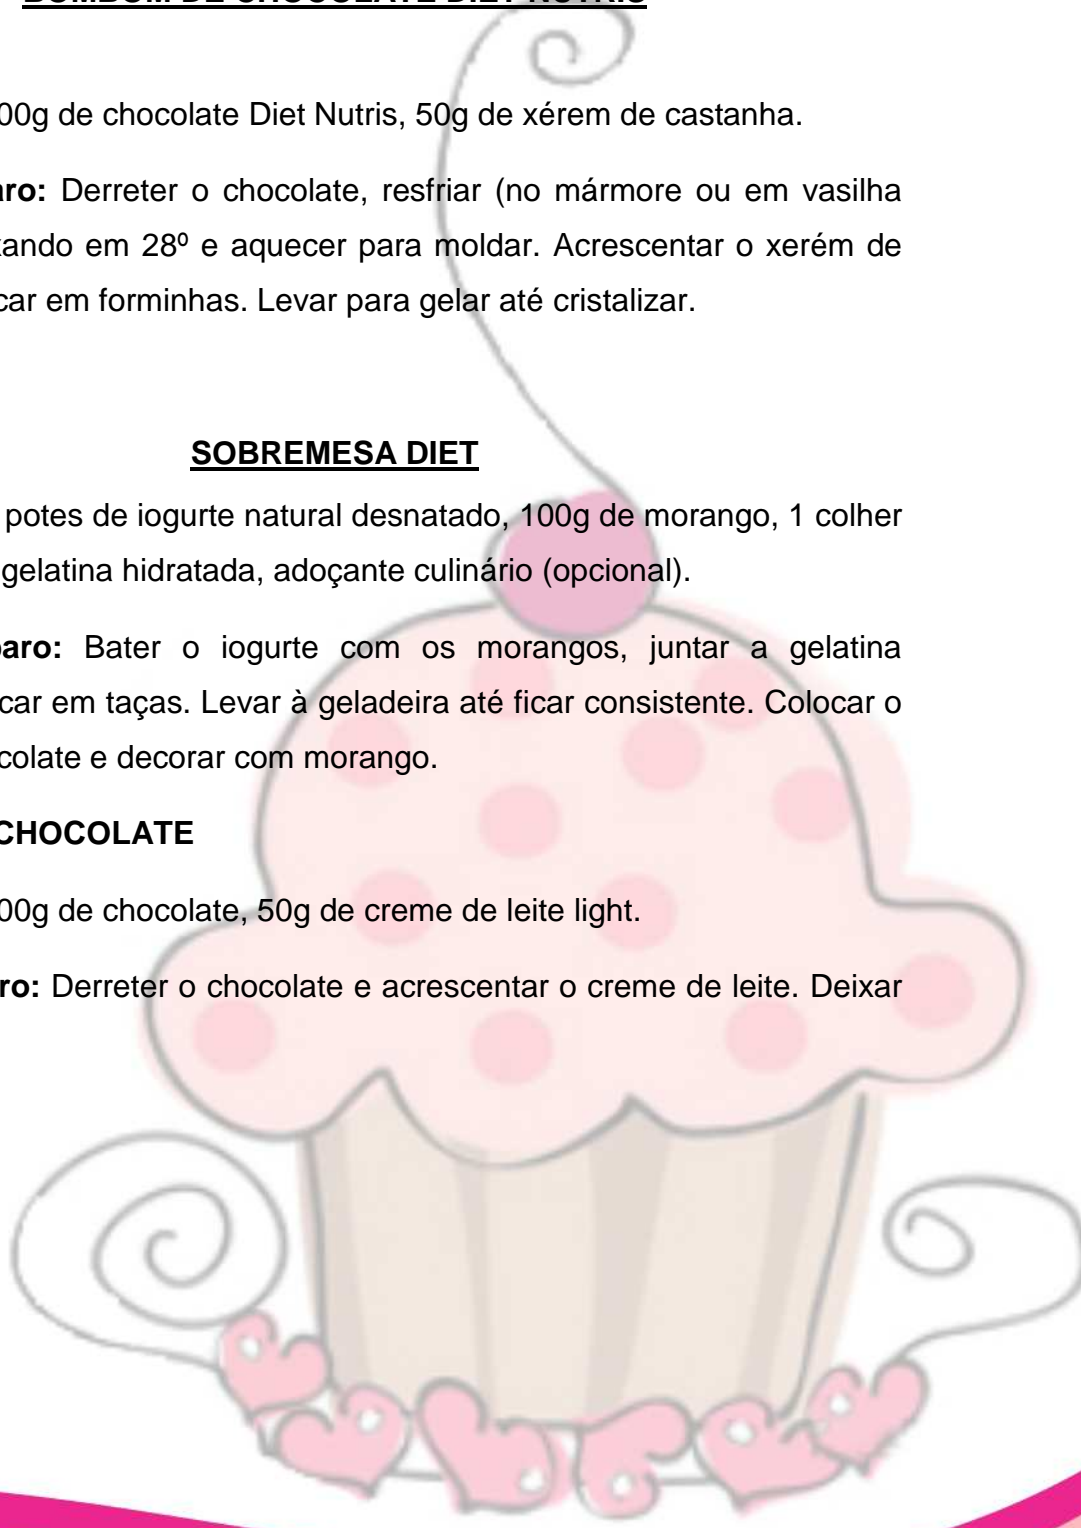 BOMBOM DE CHOCOLATE DIET NUTRIS
00g de chocolate Diet Nutris, 50g de xérem de castanha.
aro: Derreter o chocolate, resfriar (no mármore ou em vasilha
xando em 28º e aquecer para moldar. Acrescentar o xerém de
car em forminhas. Levar para gelar até cristalizar.
SOBREMESA DIET
potes de iogurte natural desnatado, 100g de morango, 1 colher
gelatina hidratada, adoçante culinário (opcional).
paro: Bater o iogurte com os morangos, juntar a gelatina
car em taças. Levar à geladeira até ficar consistente. Colocar o
colate e decorar com morango.
CHOCOLATE
00g de chocolate, 50g de creme de leite light.
ro: Derreter o chocolate e acrescentar o creme de leite. Deixar